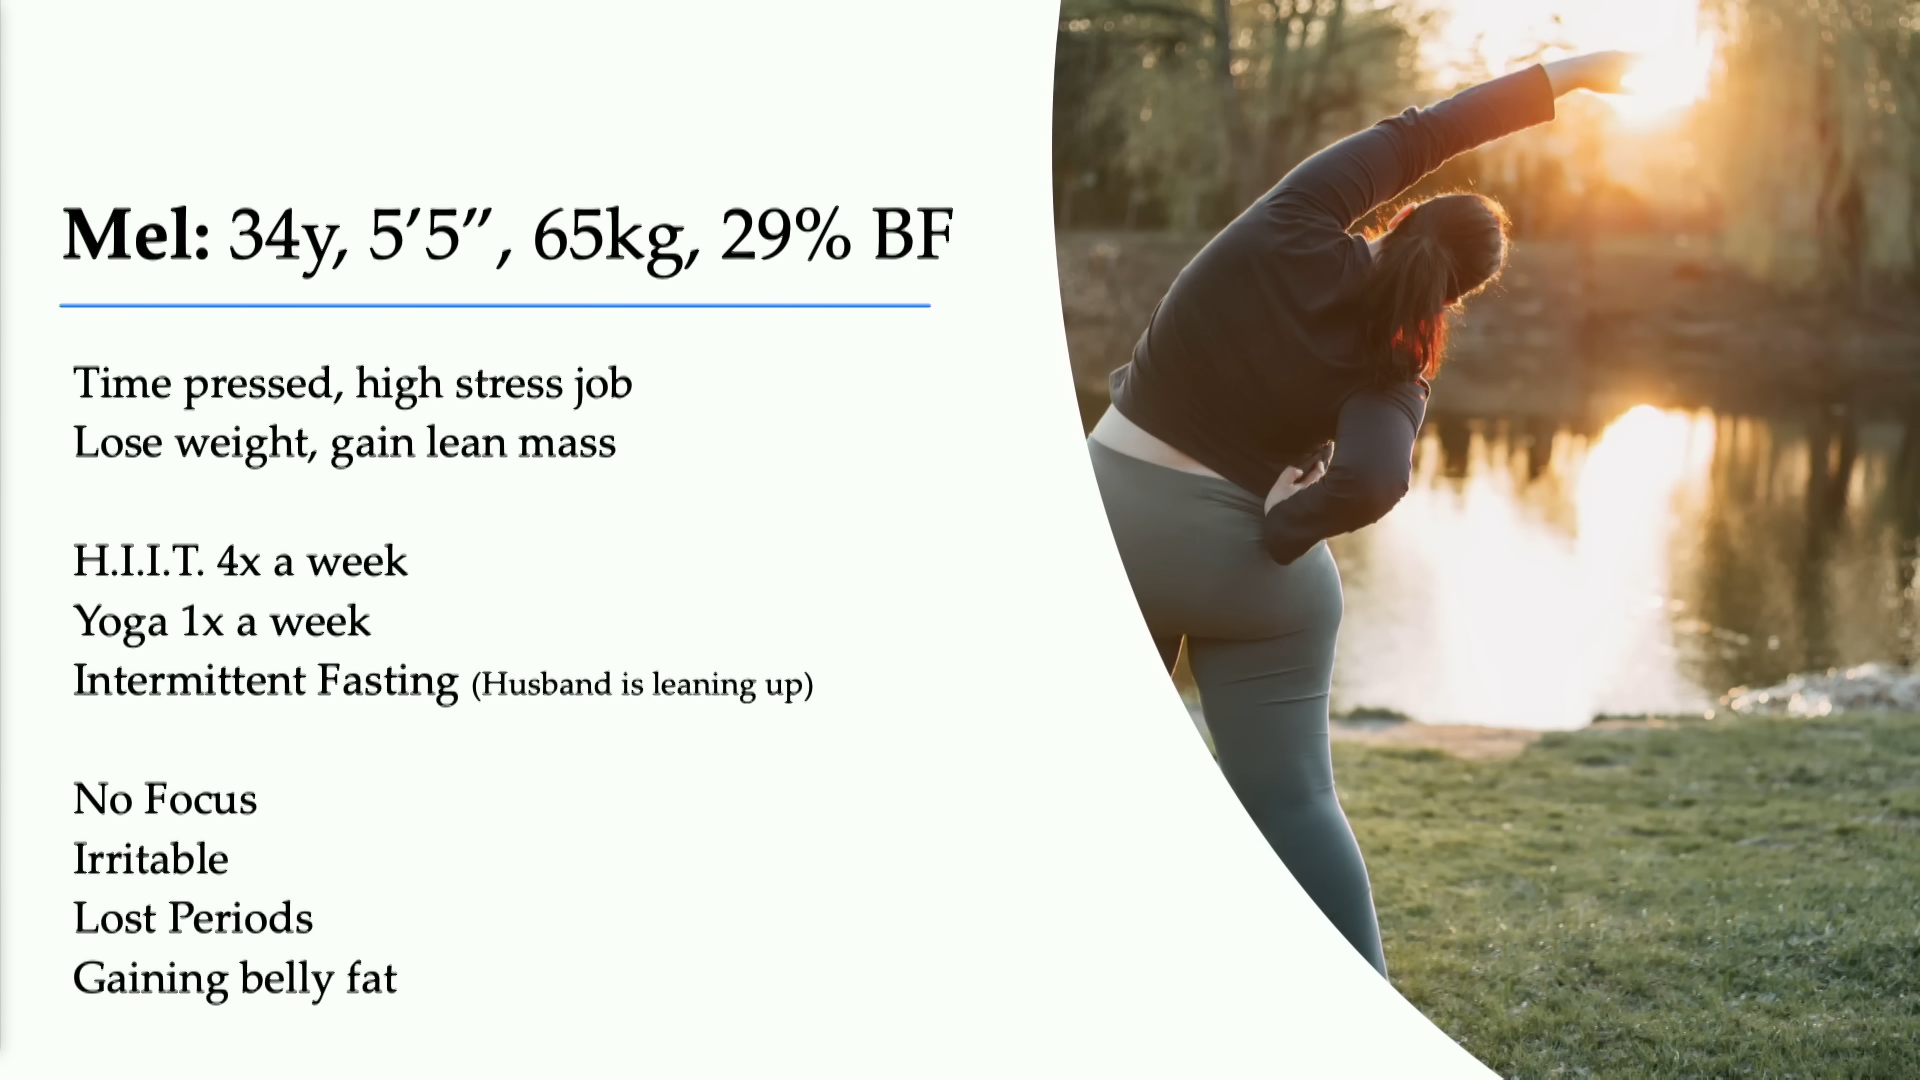 Mel: 34y, 5′5″, 65kg, 29% BF
Time pressed, high stress job
Lose weight, gain lean mass
H.I.I.T. 4x a week
Yoga 1x a week
Intermittent Fasting (Husband is leaning up)
No Focus
Irritable
Lost Periods
Gaining belly fat